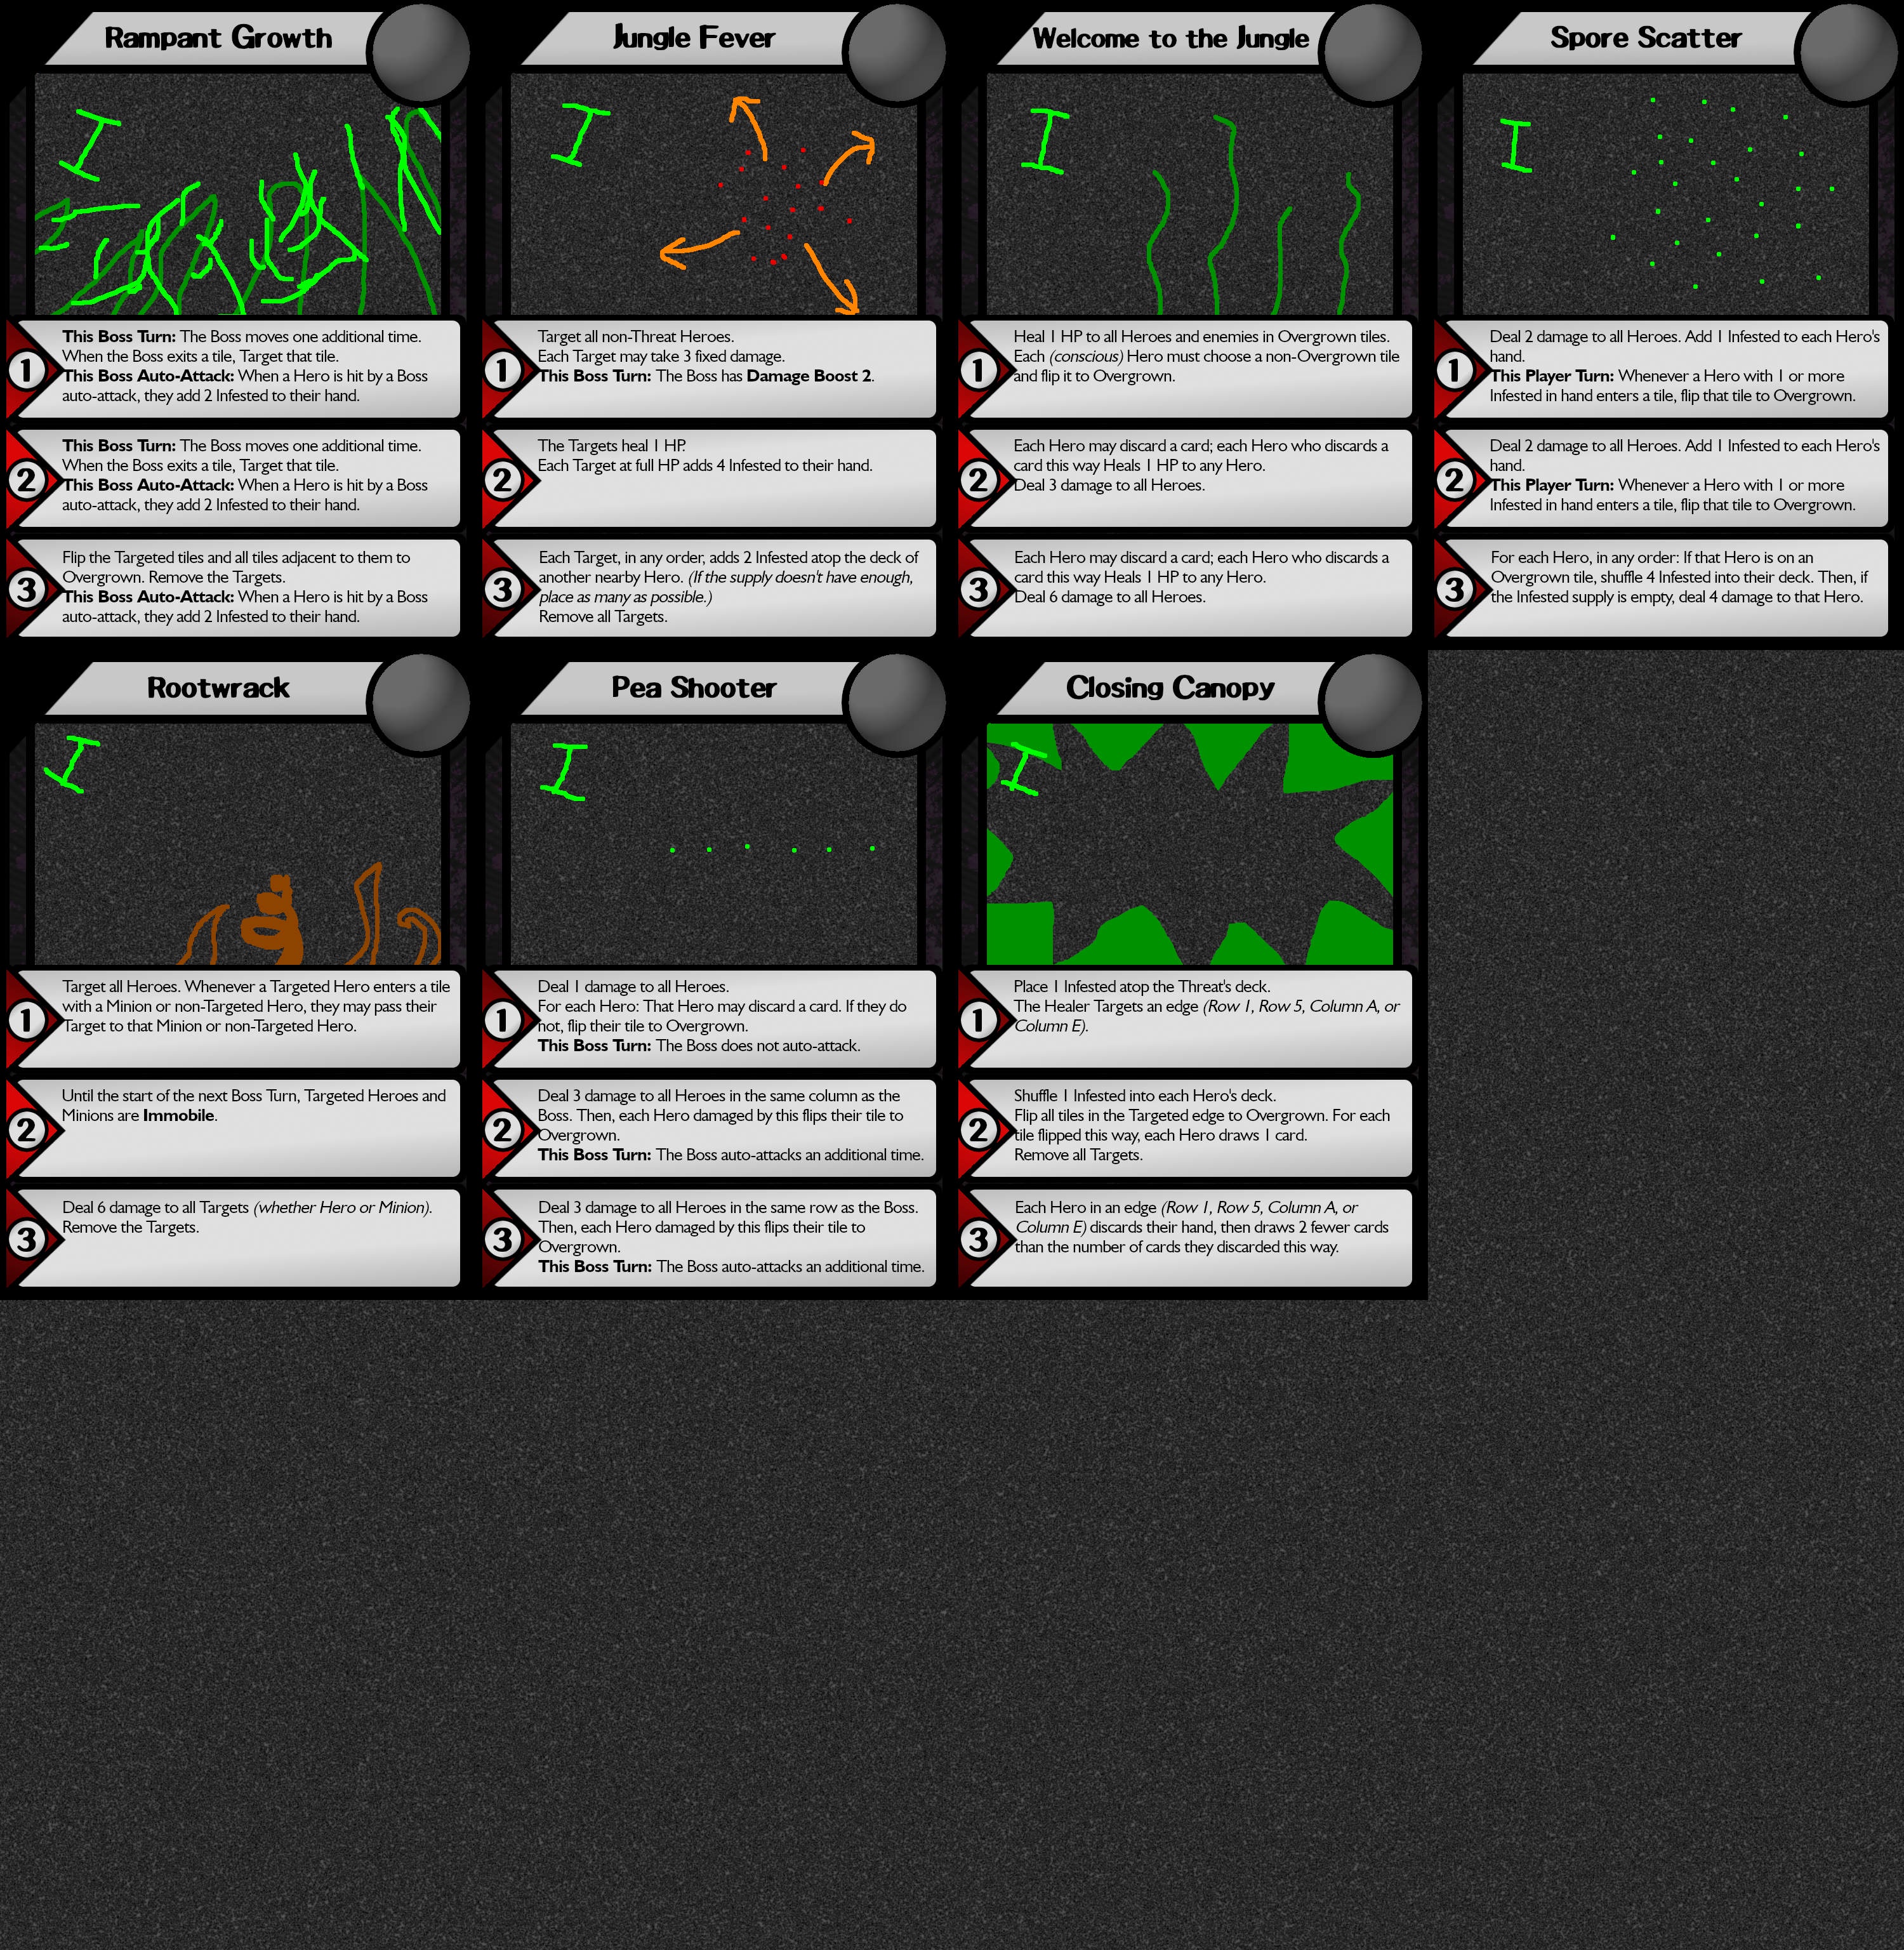 Rampant Growth
I
1
This Boss Turn: The Boss moves one additional time.
When the Boss exits a tile, Target that tile.
This Boss Auto-Attack: When a Hero is hit by a Boss
auto-attack, they add 2 Infested to their hand.
2
This Boss Turn: The Boss moves one additional time.
When the Boss exits a tile, Target that tile.
This Boss Auto-Attack: When a Hero is hit by a Boss
auto-attack, they add 2 Infested to their hand.
3
Flip the Targeted tiles and all tiles adjacent to them to
Overgrown. Remove the Targets.
This Boss Auto-Attack: When a Hero is hit by a Boss
auto-attack, they add 2 Infested to their hand.
Jungle Fever
I
1
Target all non-Threat Heroes.
Each Target may take 3 fixed damage.
This Boss Turn: The Boss has Damage Boost 2.
2
The Targets heal 1 HP.
Each Target at full HP adds 4 Infested to their hand.
3
Each Target, in any order, adds 2 Infested atop the deck of
another nearby Hero. (If the supply doesn't have enough,
place as many as possible.)
Remove all Targets.
Welcome to the Jungle
I
1
Heal 1 HP to all Heroes and enemies in Overgrown tiles.
Each (conscious) Hero must choose a non-Overgrown tile
and flip it to Overgrown.
2
Each Hero may discard a card; each Hero who discards a
card this way Heals 1 HP to any Hero.
Deal 3 damage to all Heroes.
3
Each Hero may discard a card; each Hero who discards a
card this way Heals 1 HP to any Hero.
Deal 6 damage to all Heroes.
Spore Scatter
I
1
Deal 2 damage to all Heroes. Add 1 Infested to each Hero's
hand.
This Player Turn: Whenever a Hero with 1 or more
Infested in hand enters a tile, flip that tile to Overgrown.
2
Deal 2 damage to all Heroes. Add 1 Infested to each Hero's
hand.
This Player Turn: Whenever a Hero with 1 or more
Infested in hand enters a tile, flip that tile to Overgrown.
3
For each Hero, in any order: If that Hero is on an
Overgrown tile, shuffle 4 Infested into their deck. Then, if
the Infested supply is empty, deal 4 damage to that Hero.
Rootwrack
I
1
Target all Heroes. Whenever a Targeted Hero enters a tile
with a Minion or non-Targeted Hero, they may pass their
Target to that Minion or non-Targeted Hero.
2
Until the start of the next Boss Turn, Targeted Heroes and
Minions are Immobile.
3
Deal 6 damage to all Targets (whether Hero or Minion).
Remove the Targets.
Pea Shooter
I
1
Deal 1 damage to all Heroes.
For each Hero: That Hero may discard a card. If they do
not, flip their tile to Overgrown.
This Boss Turn: The Boss does not auto-attack.
2
Deal 3 damage to all Heroes in the same column as the
Boss. Then, each Hero damaged by this flips their tile to
Overgrown.
This Boss Turn: The Boss auto-attacks an additional time.
3
Deal 3 damage to all Heroes in the same row as the Boss.
Then, each Hero damaged by this flips their tile to
Overgrown.
This Boss Turn: The Boss auto-attacks an additional time.
Closing Canopy
I
1
Place 1 Infested atop the Threat's deck.
The Healer Targets an edge (Row 1, Row 5, Column A, or
Column E).
2
Shuffle 1 Infested into each Hero's deck.
Flip all tiles in the Targeted edge to Overgrown. For each
tile flipped this way, each Hero draws 1 card.
Remove all Targets.
3
Each Hero in an edge (Row 1, Row 5, Column A, or
Column E) discards their hand, then draws 2 fewer cards
than the number of cards they discarded this way.